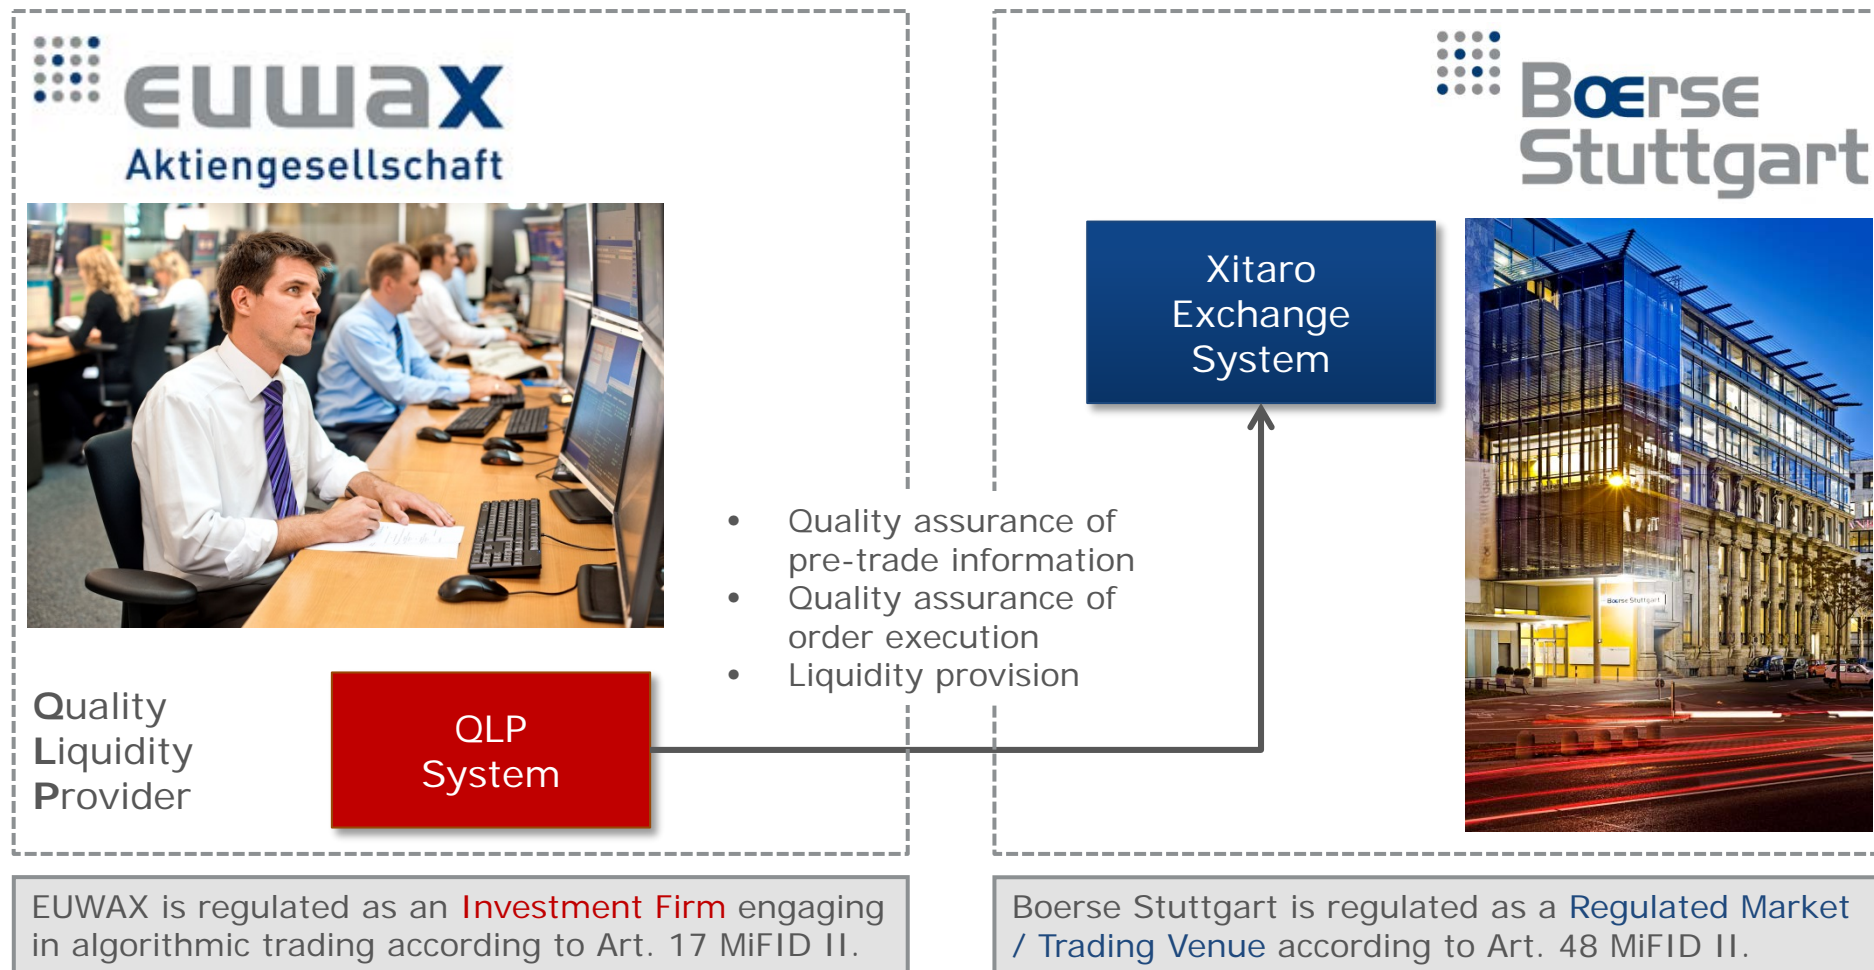 euwax
Aktiengesellschaft
Boerse
Stuttgart
Xitaro
Exchange
System
Boerse Stuttgart
• Quality assurance of
pre-trade information
• Quality assurance of
order execution
• Liquidity provision
Quality
Liquidity
Provider
QLP
System
EUWAX is regulated as an Investment Firm engaging
in algorithmic trading according to Art. 17 MiFID II.
Boerse Stuttgart is regulated as a Regulated Market
/ Trading Venue according to Art. 48 MiFID II.